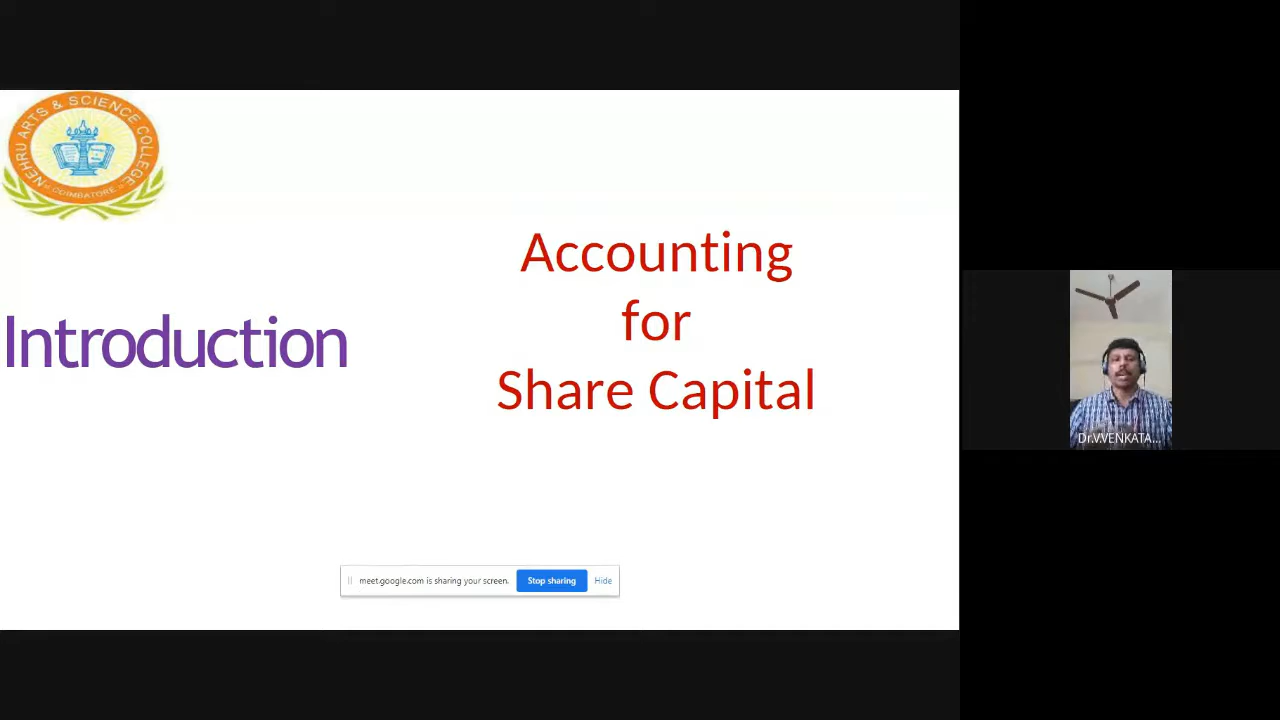 NEHRU ARTS & SCIENCE COLLEGE
COIMBATORE
Introduction
Accounting
for
Share Capital
meet.google.com is sharing your screen. Stop sharing Hide
Dr.V.VENKATA...